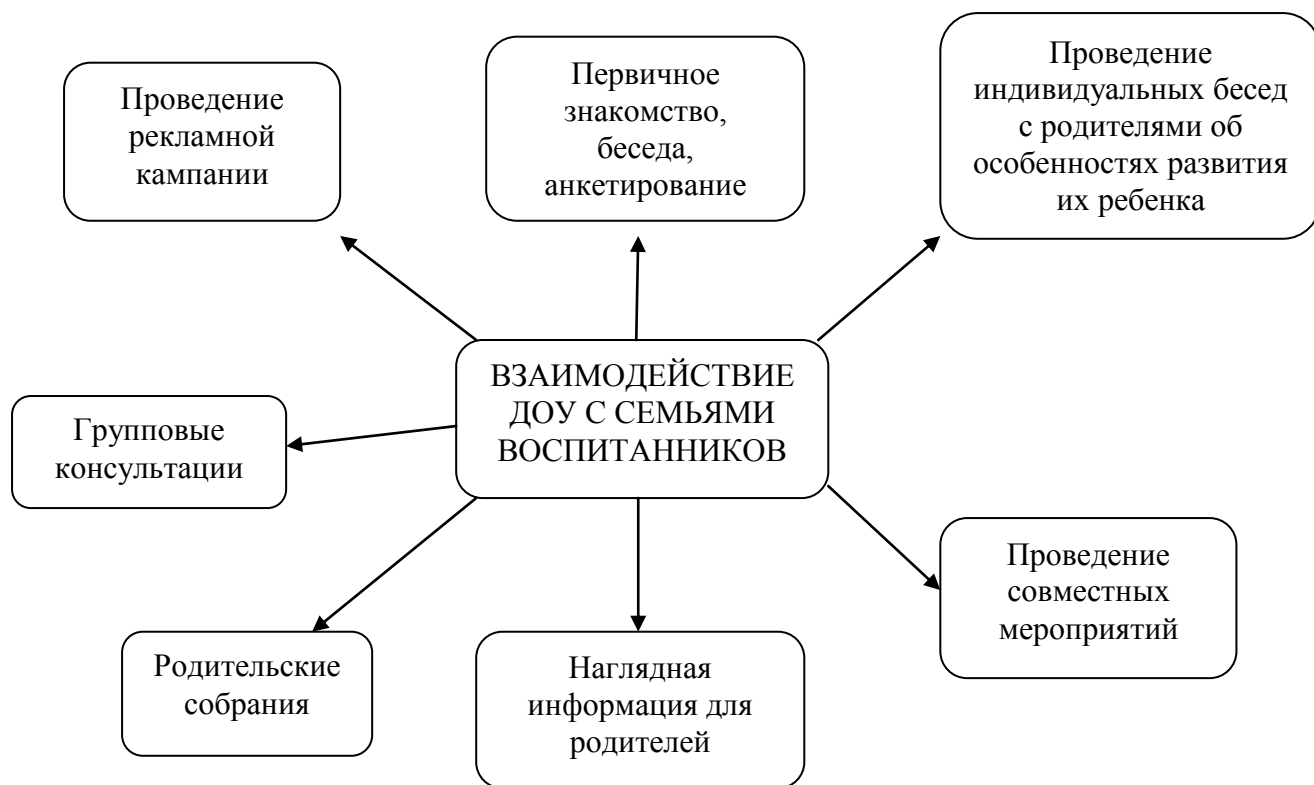 Проведение
рекламной
кампании
Первичное
знакомство,
беседа,
анкетирование
Проведение
индивидуальных бесед
с родителями об
особенностях развития
их ребенка
ВЗАИМОДЕЙСТВИЕ
ДОУ С СЕМЬЯМИ
ВОСПИТАННИКОВ
Групповые
консультации
Проведение
совместных
мероприятий
Родительские
собрания
Наглядная
информация для
родителей